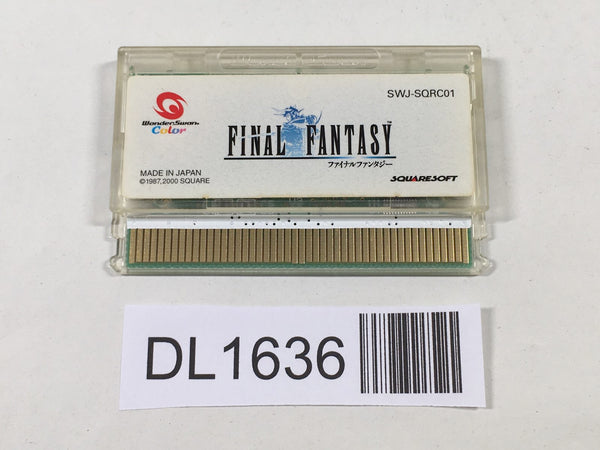 SWJ-SQRC01
WonderSwan
Color
FINAL FANTASY™
ファイナルファンタジー
MADE IN JAPAN
©1987,2000 SQUARE
SQUARESOFT
DL1636